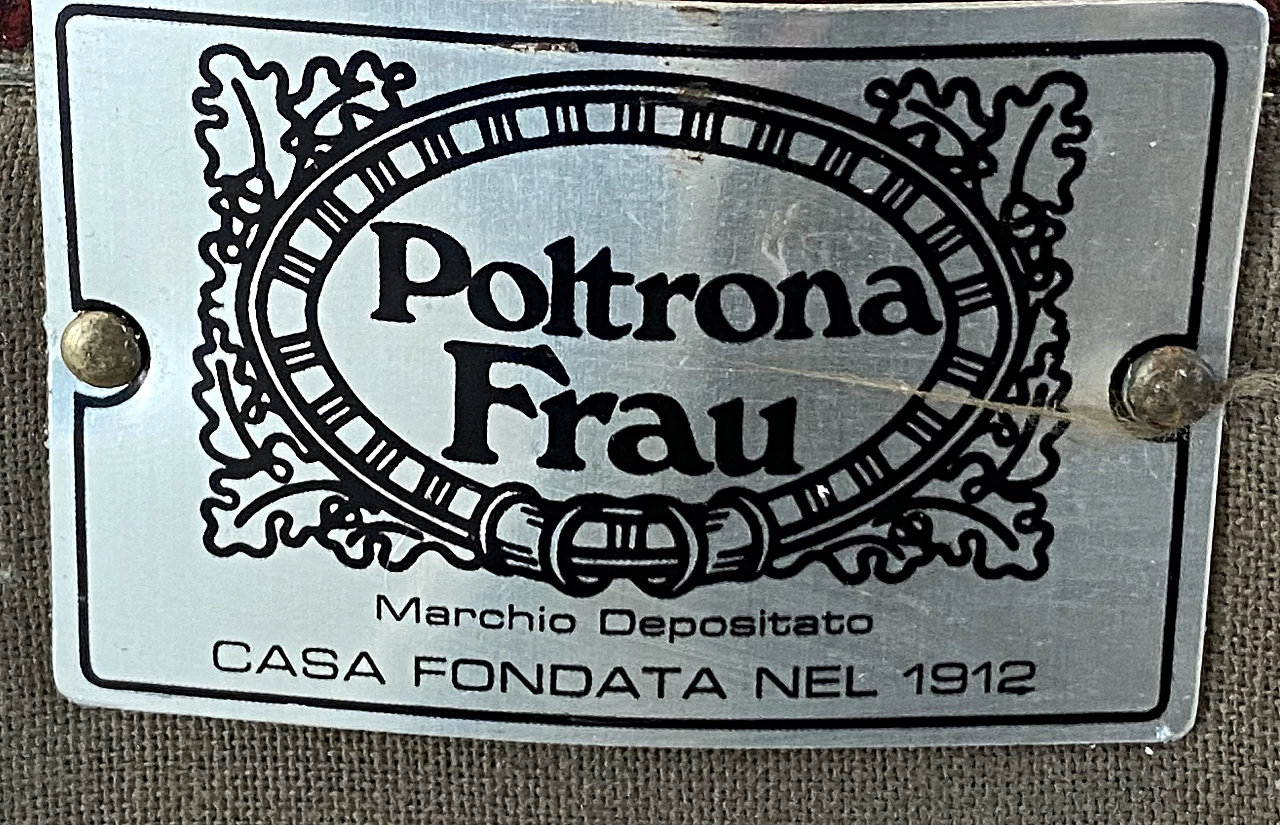 Poltrona
Frau
Marchio Depositato
CASA FONDATA NEL 1912